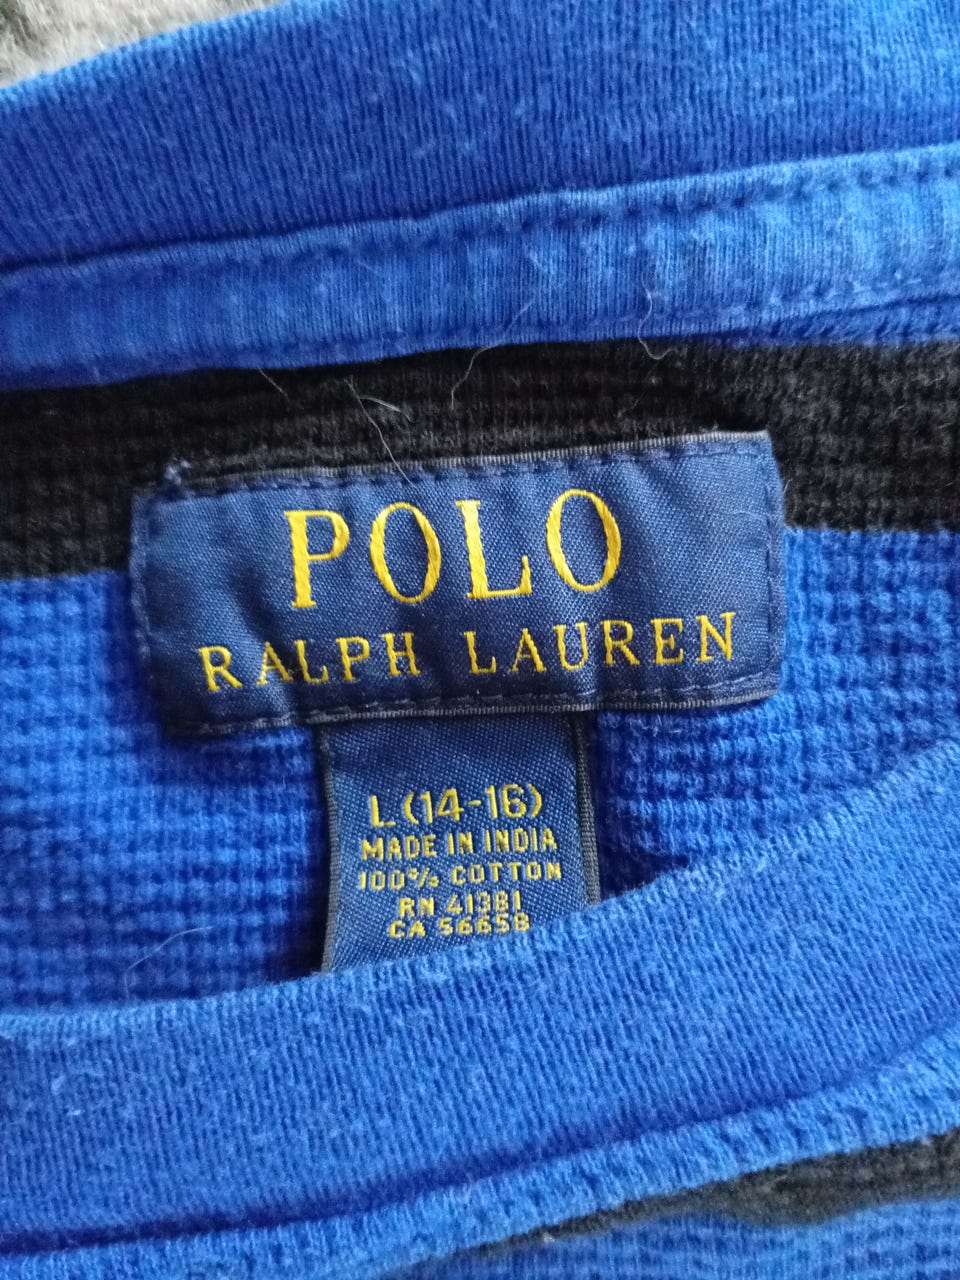 POLO
RALPH LAUREN
L (14-16)
MADE IN INDIA
100% COTTON
RN 41381
CA 56658